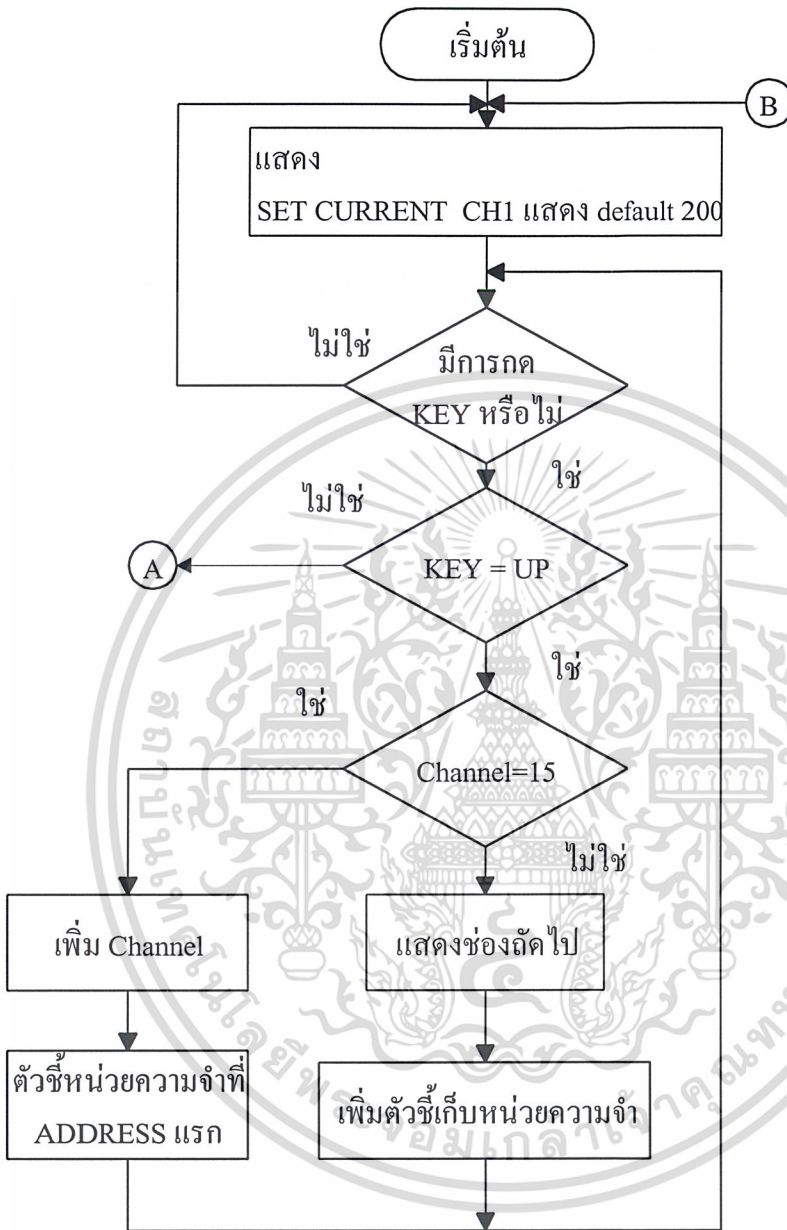 เริ่มต้น
B
แสดง
SET CURRENT CH1 แสดง default 200
ไม่ใช่
มีการกด
KEY หรือไม่
ใช่
ไม่ใช่
A
KEY = UP
ใช่
ใช่
Channel=15
ไม่ใช่
เพิ่ม Channel
แสดงช่องถัดไป
ตัวชี้หน่วยความจำที่
ADDRESS แรก
เพิ่มตัวชี้เก็บหน่วยความจำ